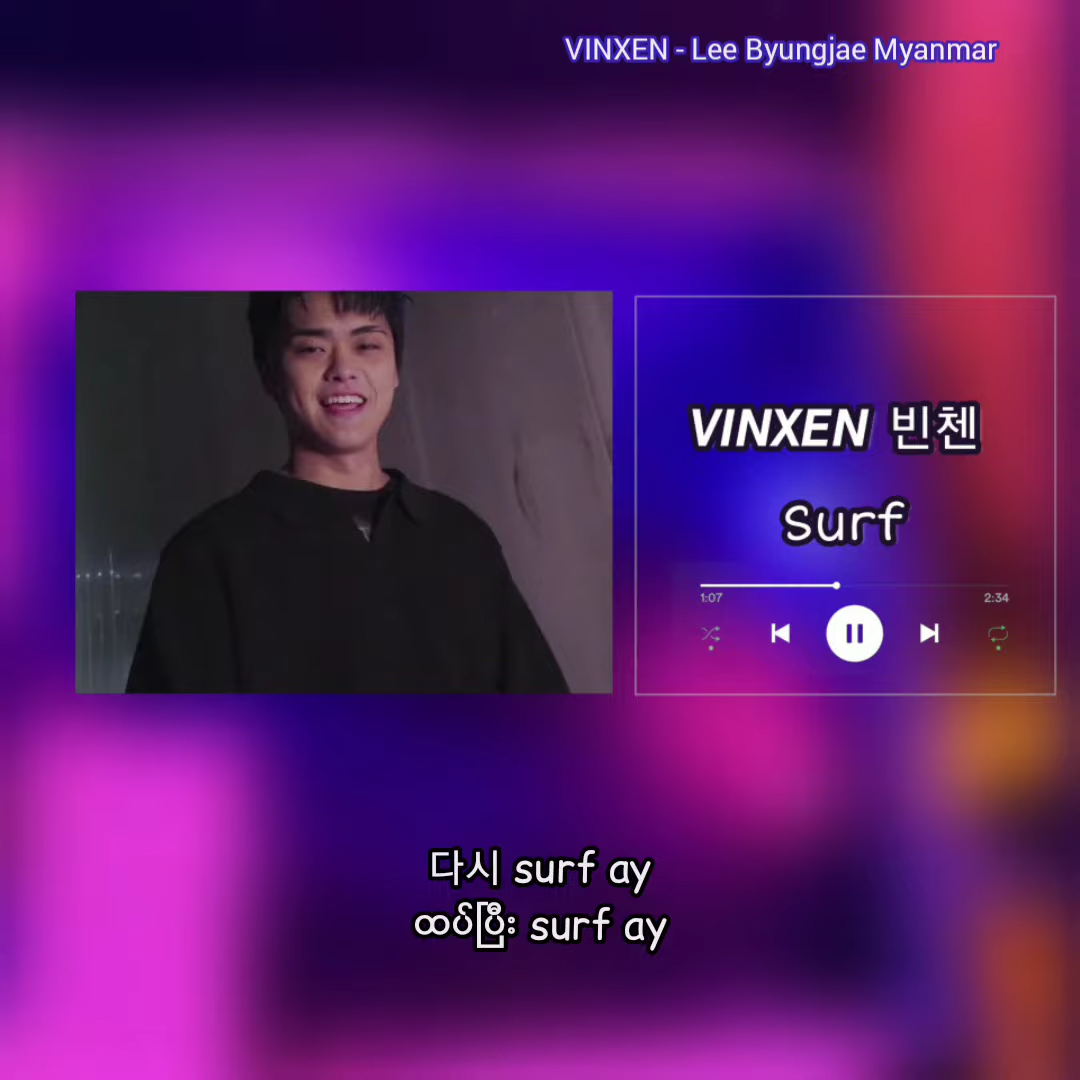 VINXEN - Lee Byungjae Myanmar
VINXEN 빈첸
Surf
1:07 2:34
다시 surf ay
ထပ်ပြီး surf ay